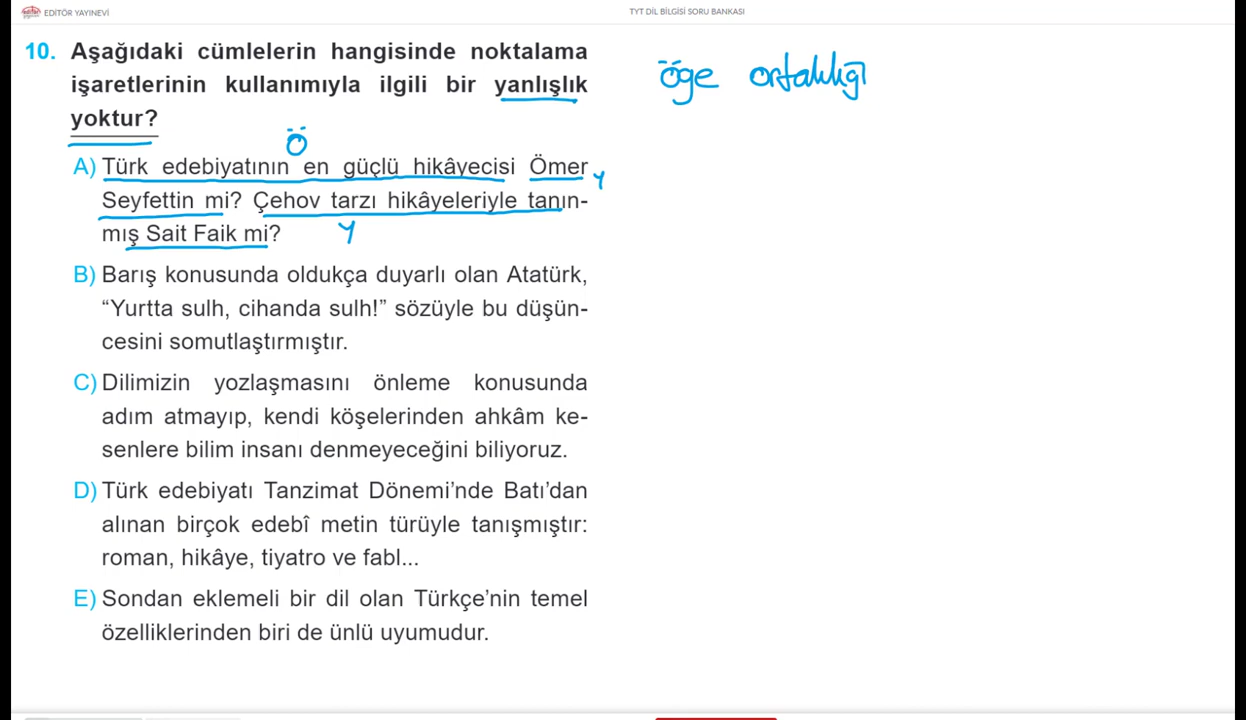 EDİTÖR YAYINEVİ
TYT DİL BİLGİSİ SORU BANKASI
10. Aşağıdaki cümlelerin hangisinde noktalama
işaretlerinin kullanımıyla ilgili bir yanlışlık
yoktur?
öge ortaklığı
Ö
A) Türk edebiyatının en güçlü hikâyecisi Ömer
Y
Seyfettin mi? Çehov tarzı hikâyeleriyle tanın-
mış Sait Faik mi?
Y
B) Barış konusunda oldukça duyarlı olan Atatürk,
“Yurtta sulh, cihanda sulh!” sözüyle bu düşün-
cesini somutlaştırmıştır.
C) Dilimizin yozlaşmasını önleme konusunda
adım atmayıp, kendi köşelerinden ahkâm ke-
senlere bilim insanı denmeyeceğini biliyoruz.
D) Türk edebiyatı Tanzimat Dönemi’nde Batı’dan
alınan birçok edebî metin türüyle tanışmıştır:
roman, hikâye, tiyatro ve fabl...
E) Sondan eklemeli bir dil olan Türkçe’nin temel
özelliklerinden biri de ünlü uyumudur.